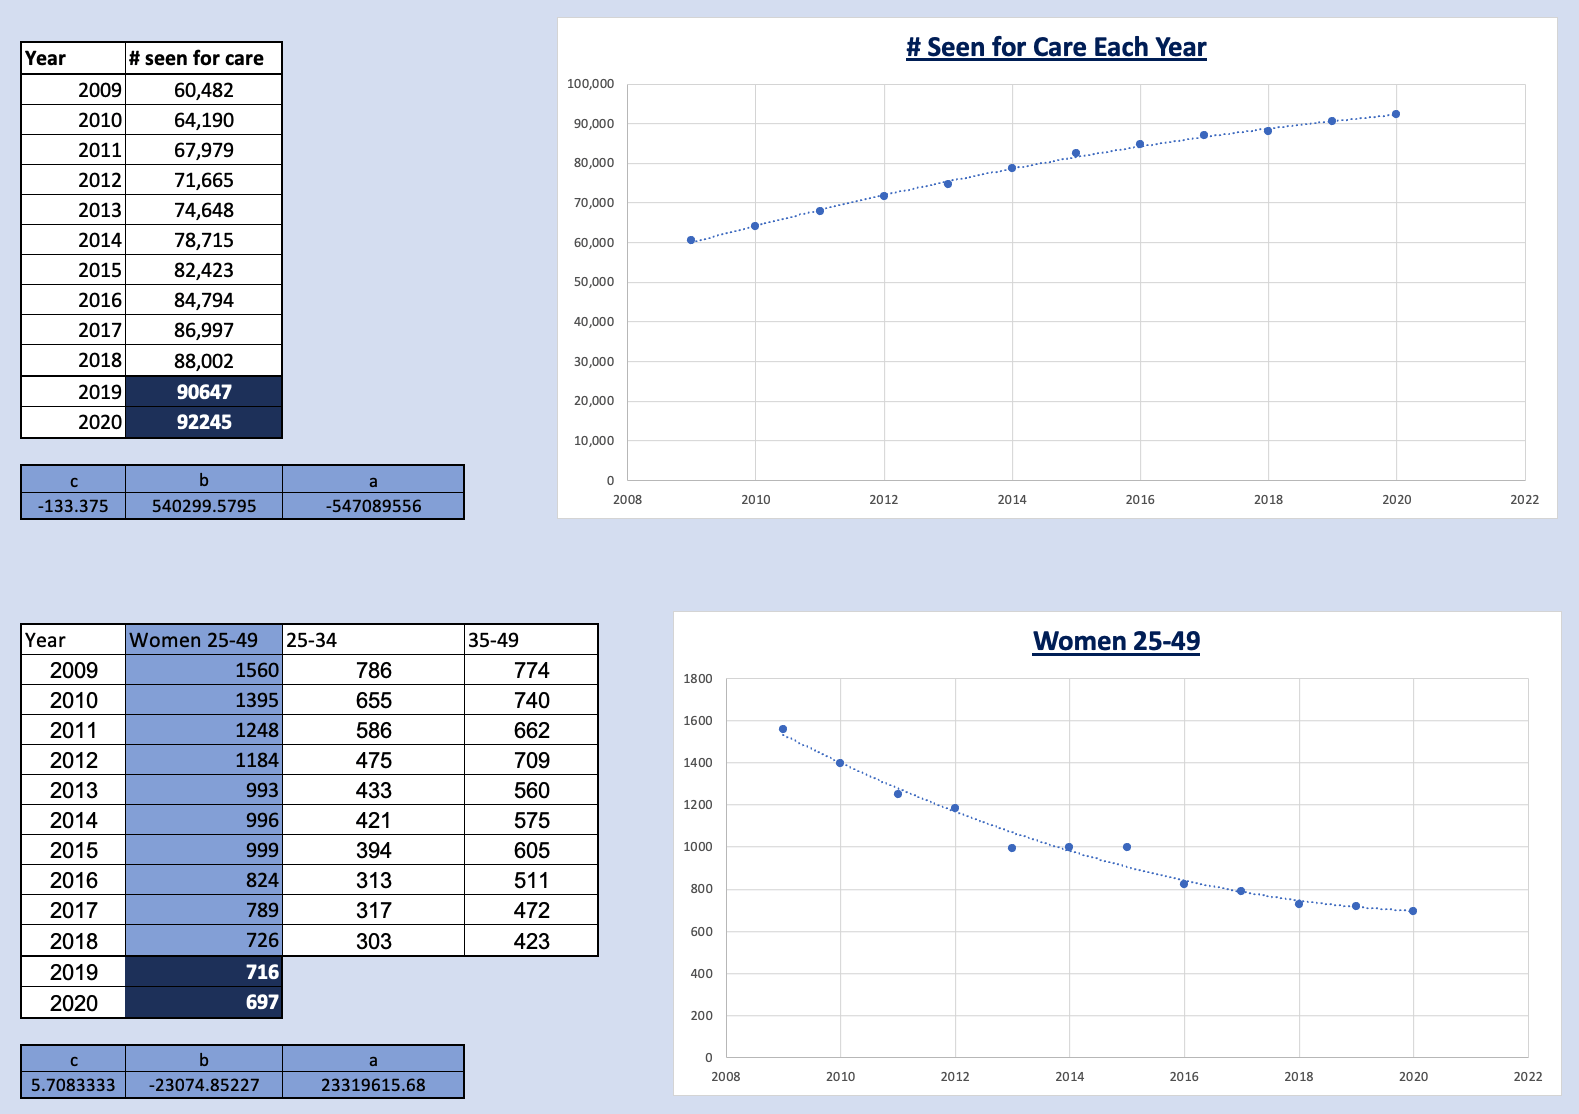 Year # seen for care
2009 60,482
2010 64,190
2011 67,979
2012 71,665
2013 74,648
2014 78,715
2015 82,423
2016 84,794
2017 86,997
2018 88,002
2019 90647
2020 92245
c b a
-133.375 540299.5795 -547089556
# Seen for Care Each Year
100,000
90,000
80,000
70,000
60,000
50,000
40,000
30,000
20,000
10,000
0
2008 2010 2012 2014 2016 2018 2020 2022
Year Women 25-49 25-34 35-49
2009 1560 786 774
2010 1395 655 740
2011 1248 586 662
2012 1184 475 709
2013 993 433 560
2014 996 421 575
2015 999 394 605
2016 824 313 511
2017 789 317 472
2018 726 303 423
2019 716
2020 697
c b a
5.7083333 -23074.85227 23319615.68
Women 25-49
1800
1600
1400
1200
1000
800
600
400
200
0
2008 2010 2012 2014 2016 2018 2020 2022